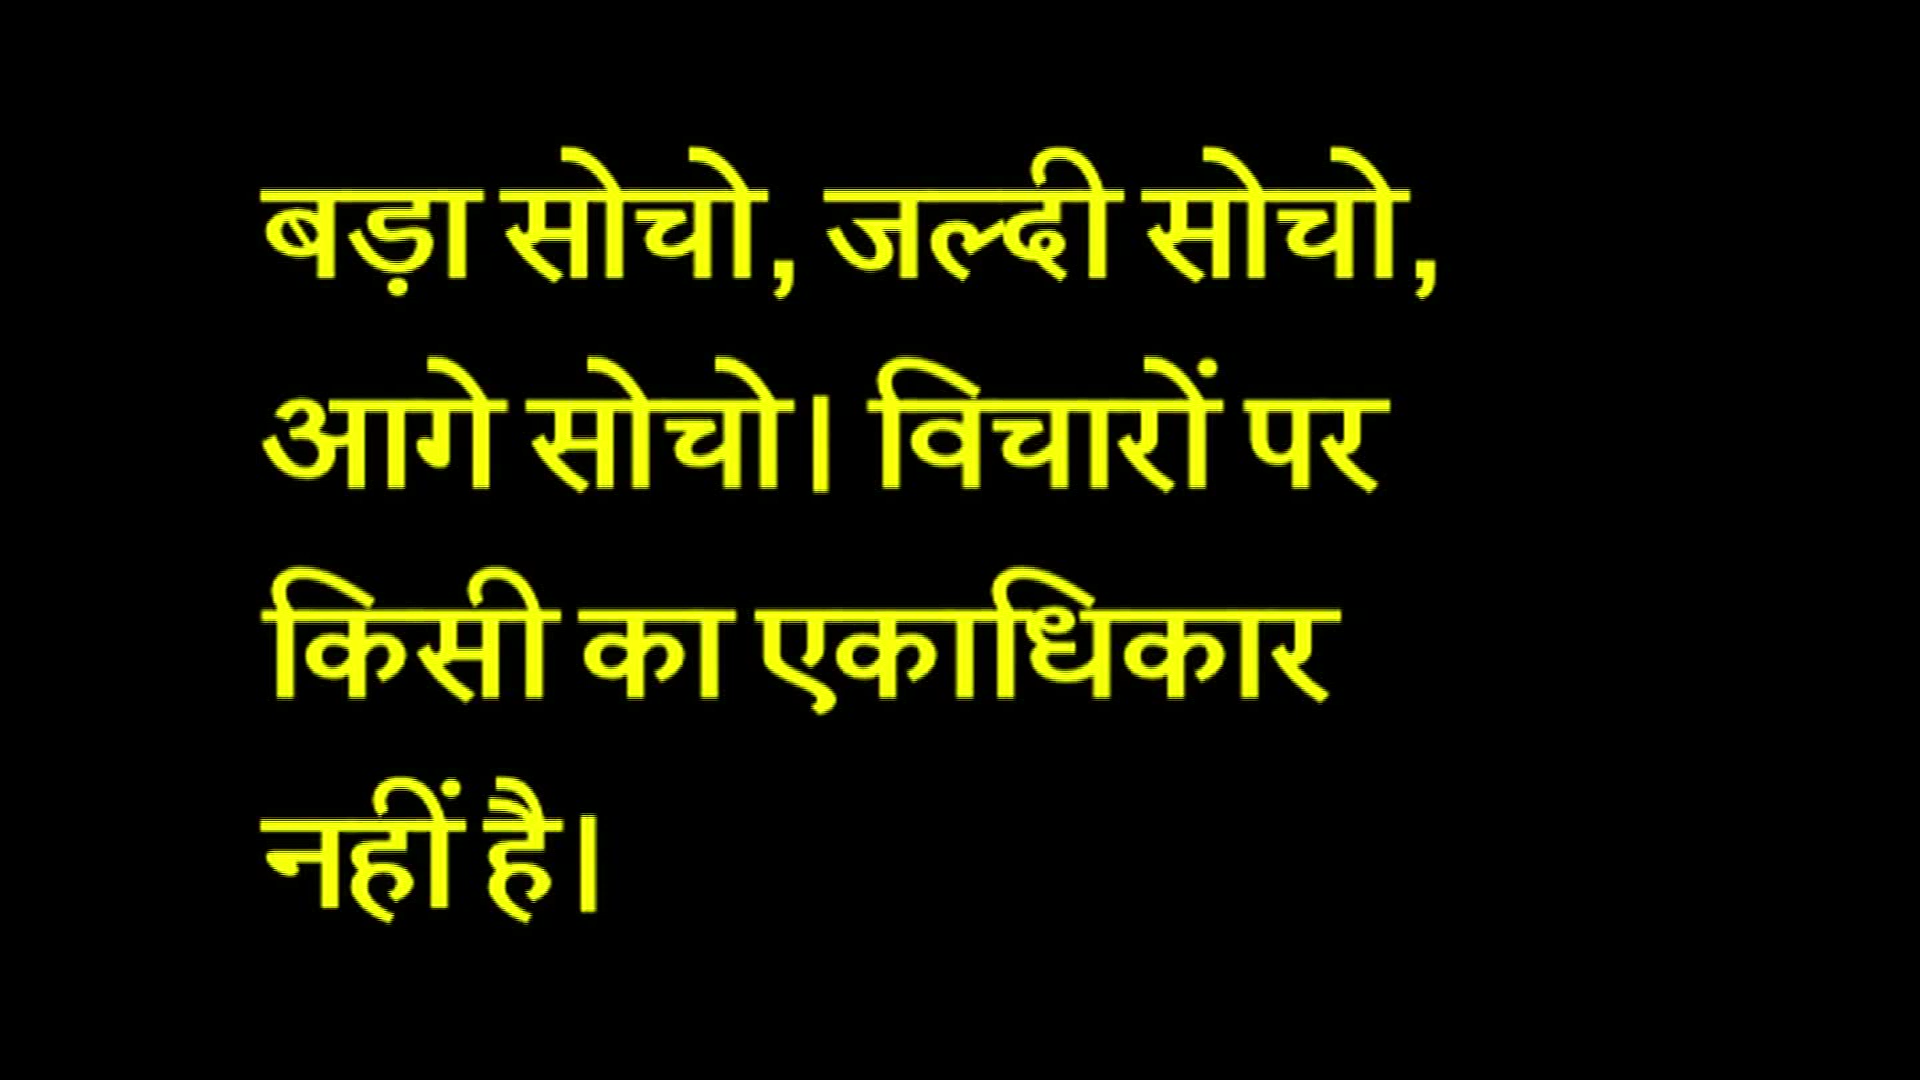 बड़ा सोचो, जल्दी सोचो,
आगे सोचो। विचारों पर
किसी का एकाधिकार
नहीं है।